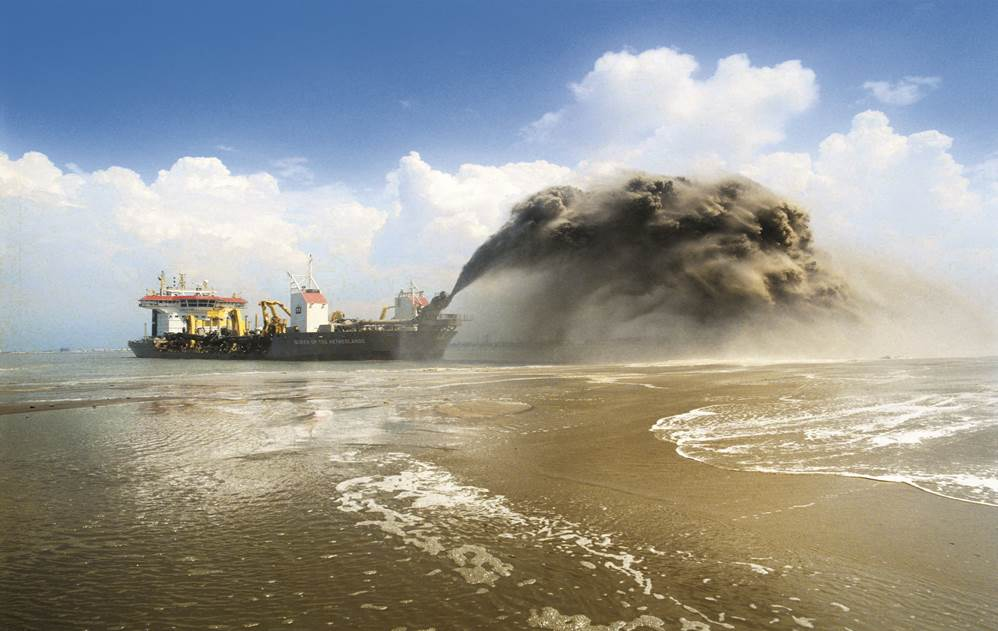 QUEEN OF THE NETHERLANDS